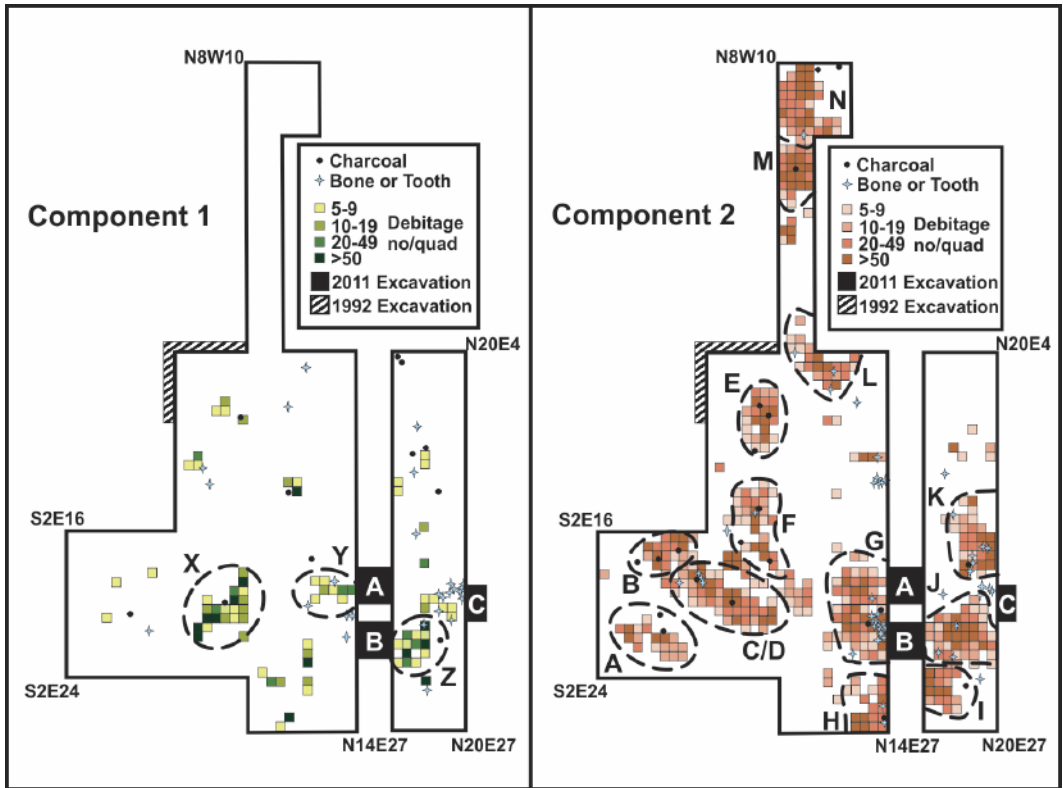 N8W10
Charcoal
Bone or Tooth
5-9
10-19 Debitage
20-49 no/quad
>50
2011 Excavation
1992 Excavation
Component 1
N20E4
S2E16
X
Y
A
C
B
Z
S2E24
N14E27
N20E27
N8W10
N
M
Charcoal
Bone or Tooth
5-9
10-19 Debitage
20-49 no/quad
>50
2011 Excavation
1992 Excavation
Component 2
N20E4
L
E
K
S2E16
F
G
B
A
J
C
B
A
C/D
I
S2E24
H
N14E27
N20E27